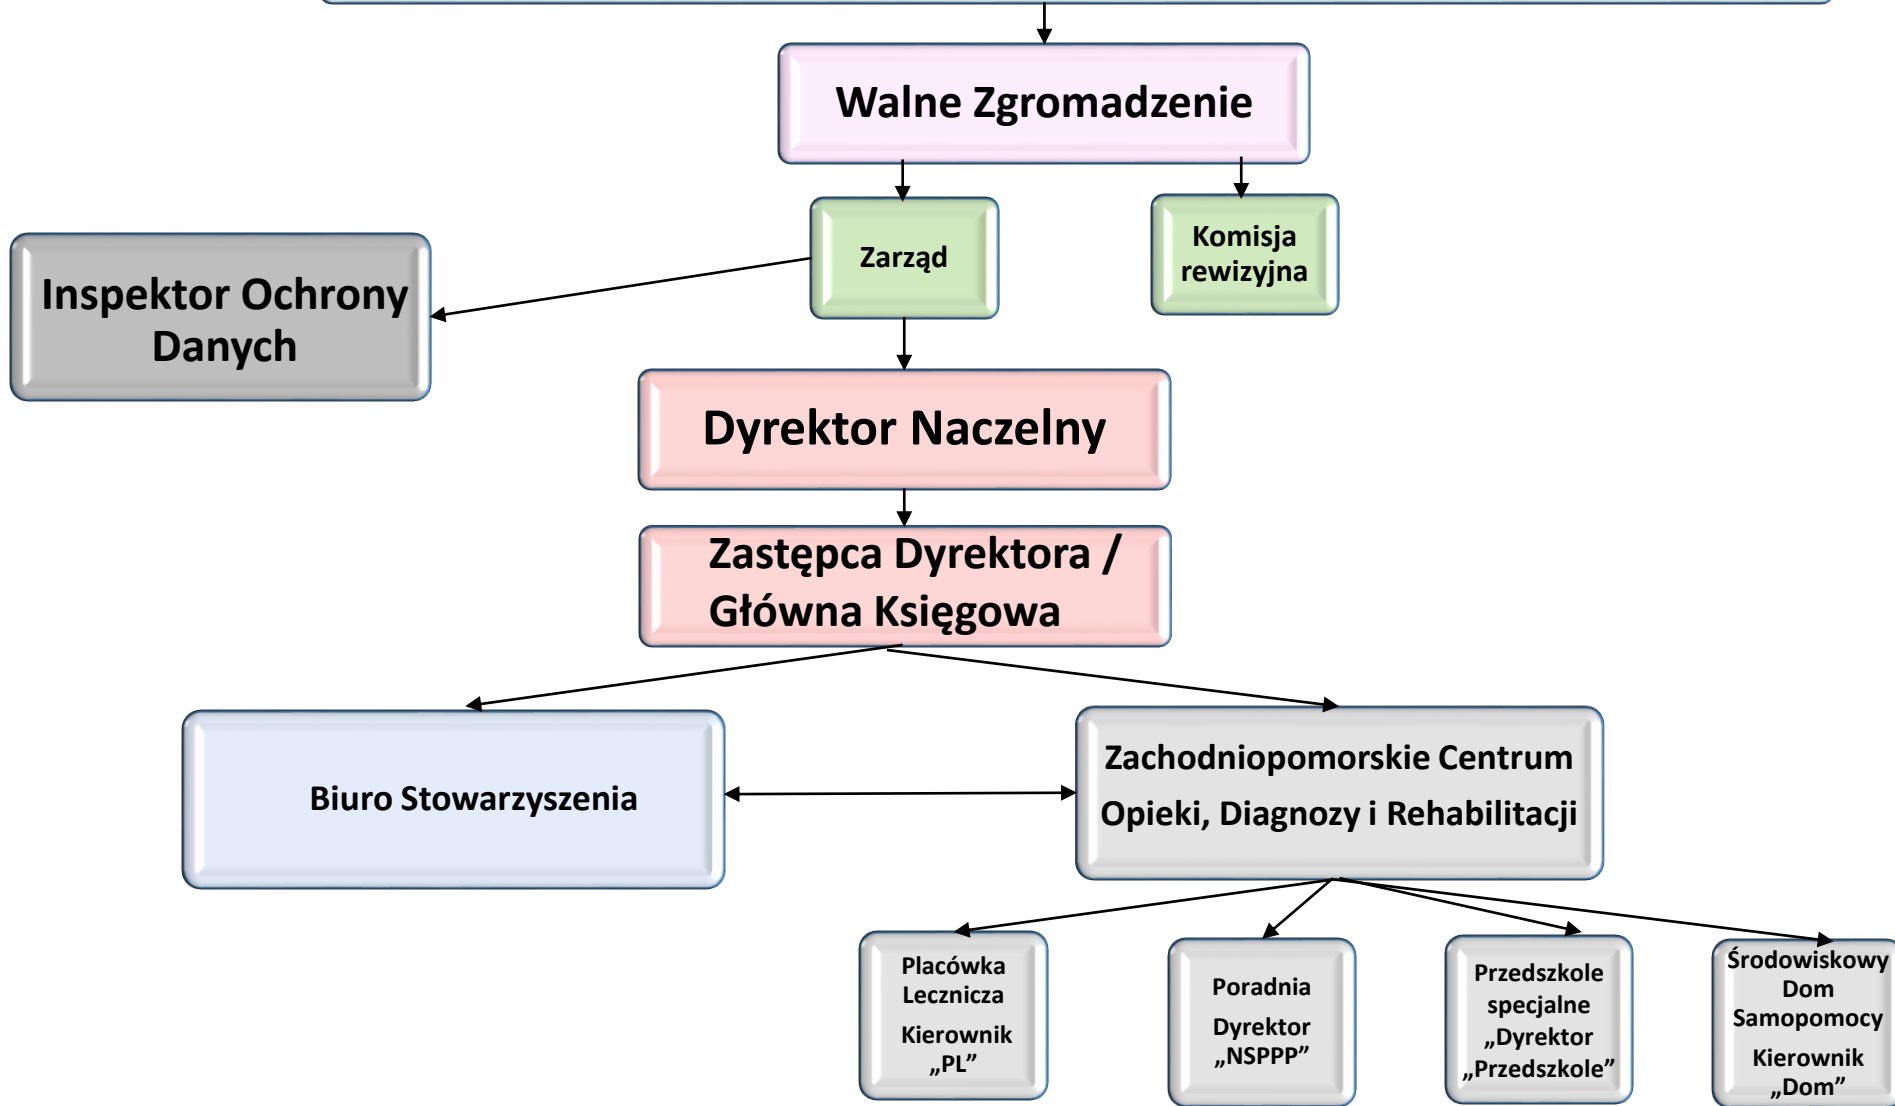 Walne Zgromadzenie
Zarząd
Komisja
rewizyjna
Inspektor Ochrony
Danych
Dyrektor Naczelny
Zastępca Dyrektora /
Główna Księgowa
Biuro Stowarzyszenia
Zachodniopomorskie Centrum
Opieki, Diagnozy i Rehabilitacji
Placówka
Lecznicza
Kierownik
„PL”
Poradnia
Dyrektor
„NSPPP”
Przedszkole
specjalne
„Dyrektor
„Przedszkole”
Środowiskowy
Dom
Samopomocy
Kierownik
„Dom”